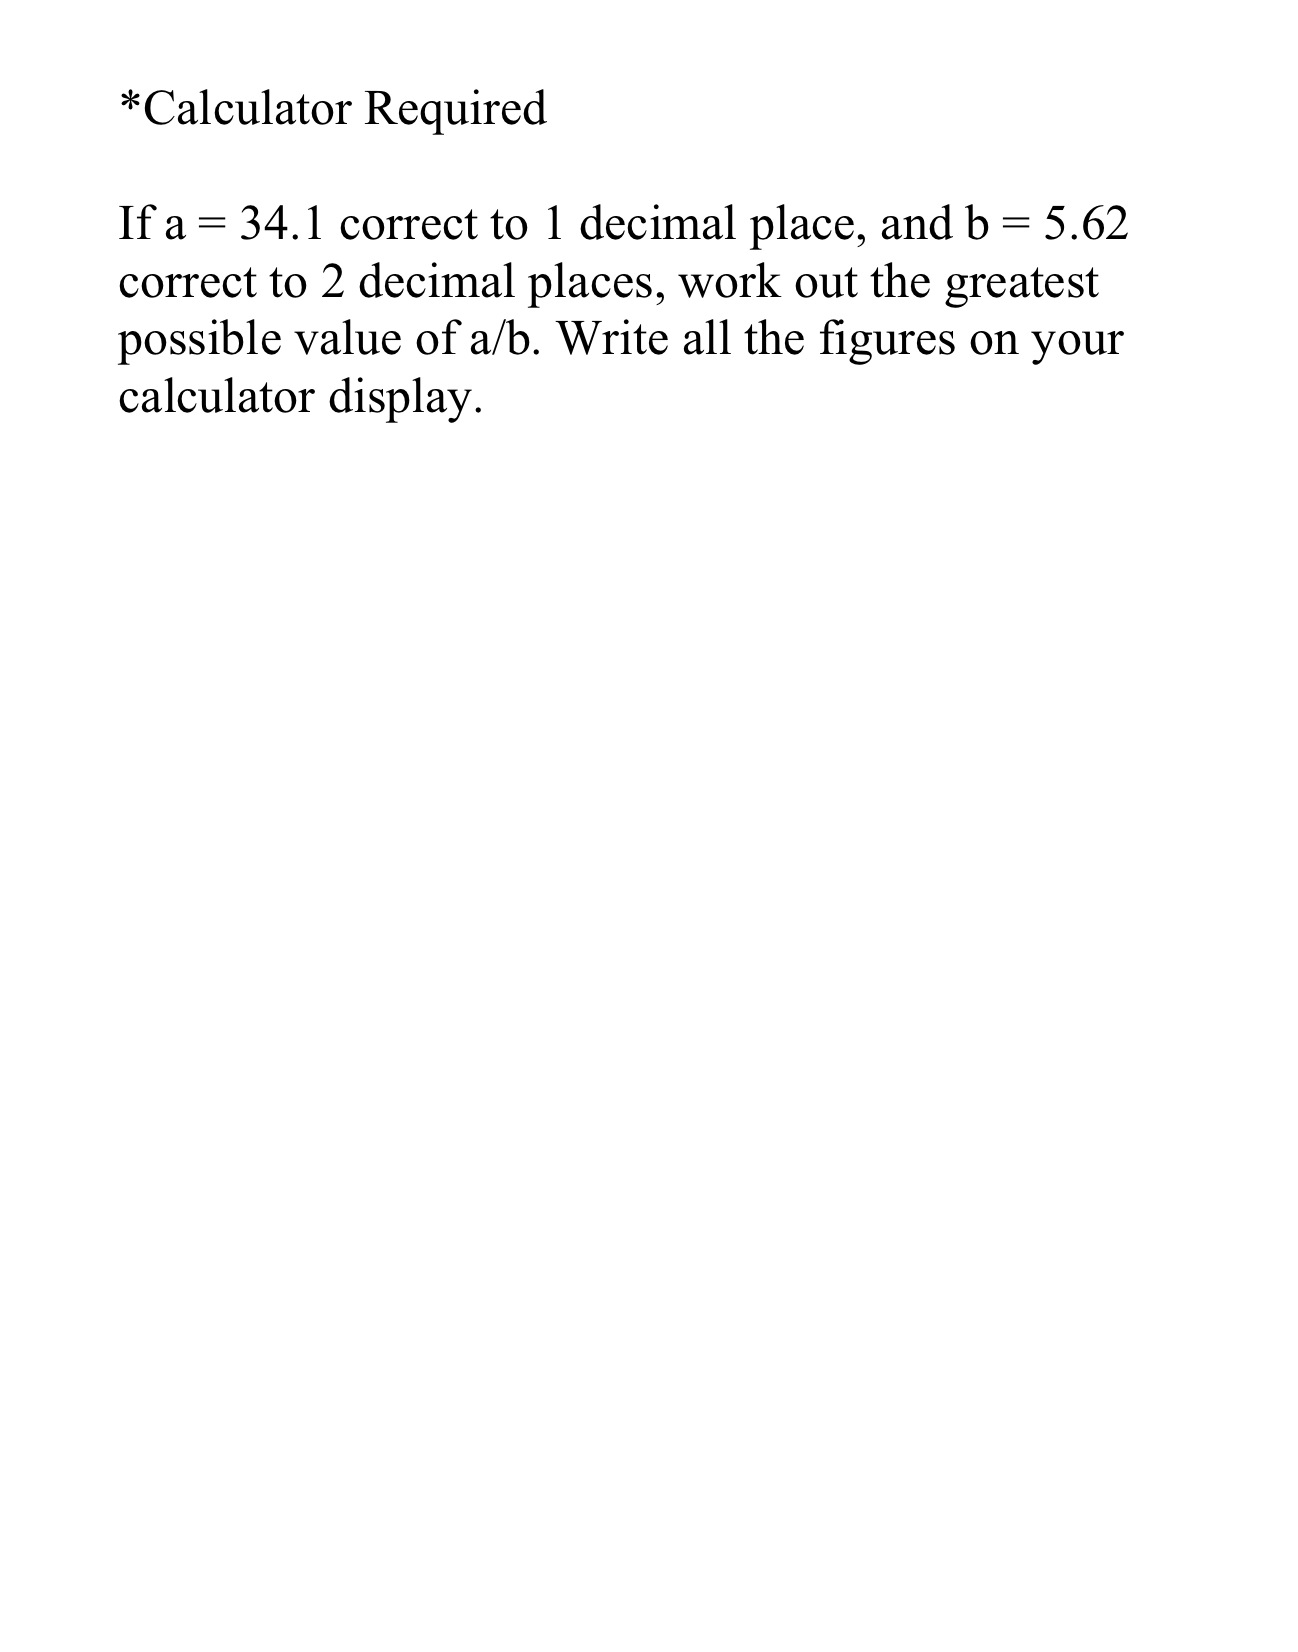 *Calculator Required
If a = 34.1 correct to 1 decimal place, and b = 5.62
correct to 2 decimal places, work out the greatest
possible value of a/b. Write all the figures on your
calculator display.